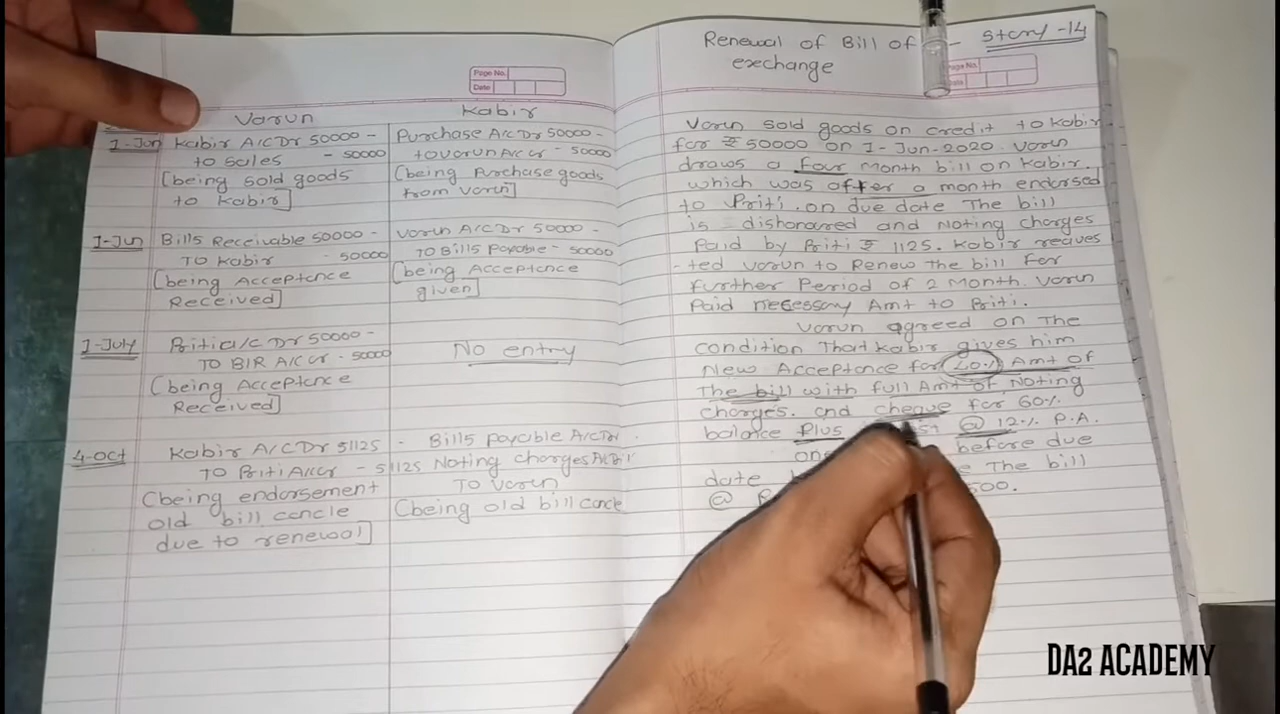 Varun
Kabir
1-Jun Kabir A/C Dr 50000 -
to sales - 50000
[being sold goods
to Kabir]
Purchase A/C Dr 50000 -
to varun A/c cr - 50000
(being Purchase goods
from varun]
1-Jun Bills Receivable 50000 -
TO Kabir - 50000
[being Acceptance
Received]
varun A/C Dr 50000 -
TO Bills Payable - 50000
[being Acceptance
given]
1-July Priti a/c Dr 50000 -
TO B/R A/C cr - 50000
(being Acceptance
Received]
No entry
4-Oct Kabir A/C Dr 51125 -
TO Priti A/c cr - 51125
(being endorsement
old bill cancle
due to renewal]
Bills payable A/C Dr
Noting charges A/c
TO varun
(being old bill cancle
Renewal of Bill of - story -14
exchange
Page No.
Date
Page No.
Varun sold goods on credit to Kabir
for ₹ 50000 on 1-Jun-2020. varun
draws a four month bill on Kabir.
which was after a month endorsed
to Priti. on due date The bill
is dishonared and Noting charges
Paid by Priti ₹ 1125. Kabir reques
-ted varun to Renew The bill for
further Period of 2 month. varun
Paid necessary Amt to Priti.
varun agreed on The
condition That Kabir gives him
New Acceptance for 40% Amt of
The bill with full Amt of Noting
charges. and cheque for 60%
balance Plus @ 12% P.A.
before due
date The bill
@
DA2 ACADEMY